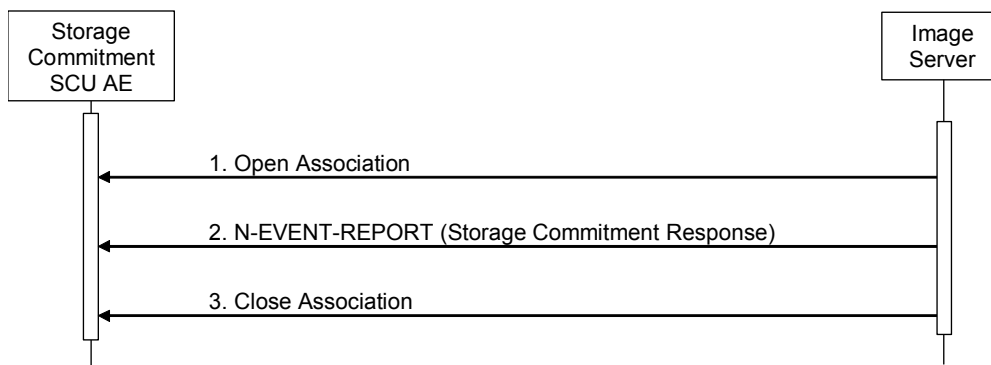 Storage
Commitment
SCU AE
Image
Server
1. Open Association
2. N-EVENT-REPORT (Storage Commitment Response)
3. Close Association